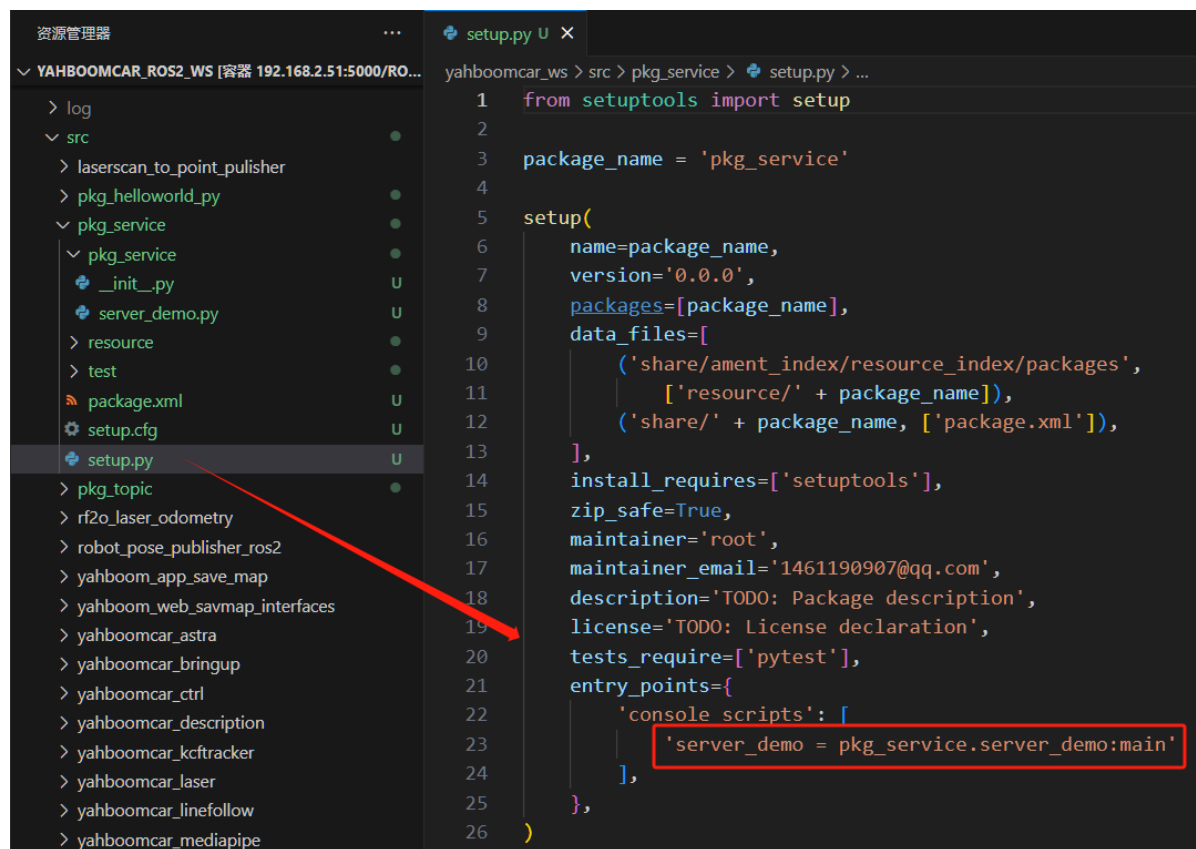 资源管理器
YAHBOOMCAR_ROS2_WS [容器 192.168.2.51:5000/RO...
log
src
laserscan_to_point_pulisher
pkg_helloworld_py
pkg_service
pkg_service
__init__.py U
server_demo.py U
resource
test
package.xml U
setup.cfg U
setup.py U
pkg_topic
rf2o_laser_odometry
robot_pose_publisher_ros2
yahboom_app_save_map
yahboom_web_savmap_interfaces
yahboomcar_astra
yahboomcar_bringup
yahboomcar_ctrl
yahboomcar_description
yahboomcar_kcftracker
yahboomcar_laser
yahboomcar_linefollow
yahboomcar_mediapipe
setup.py U
yahboomcar_ws > src > pkg_service > setup.py > ...
1 from setuptools import setup
2
3 package_name = 'pkg_service'
4
5 setup(
6 name=package_name,
7 version='0.0.0',
8 packages=[package_name],
9 data_files=[
10 ('share/ament_index/resource_index/packages',
11 ['resource/' + package_name]),
12 ('share/' + package_name, ['package.xml']),
13 ],
14 install_requires=['setuptools'],
15 zip_safe=True,
16 maintainer='root',
17 maintainer_email='1461190907@qq.com',
18 description='TODO: Package description',
19 license='TODO: License declaration',
20 tests_require=['pytest'],
21 entry_points={
22 'console_scripts': [
23 'server_demo = pkg_service.server_demo:main'
24 ],
25 },
26 )